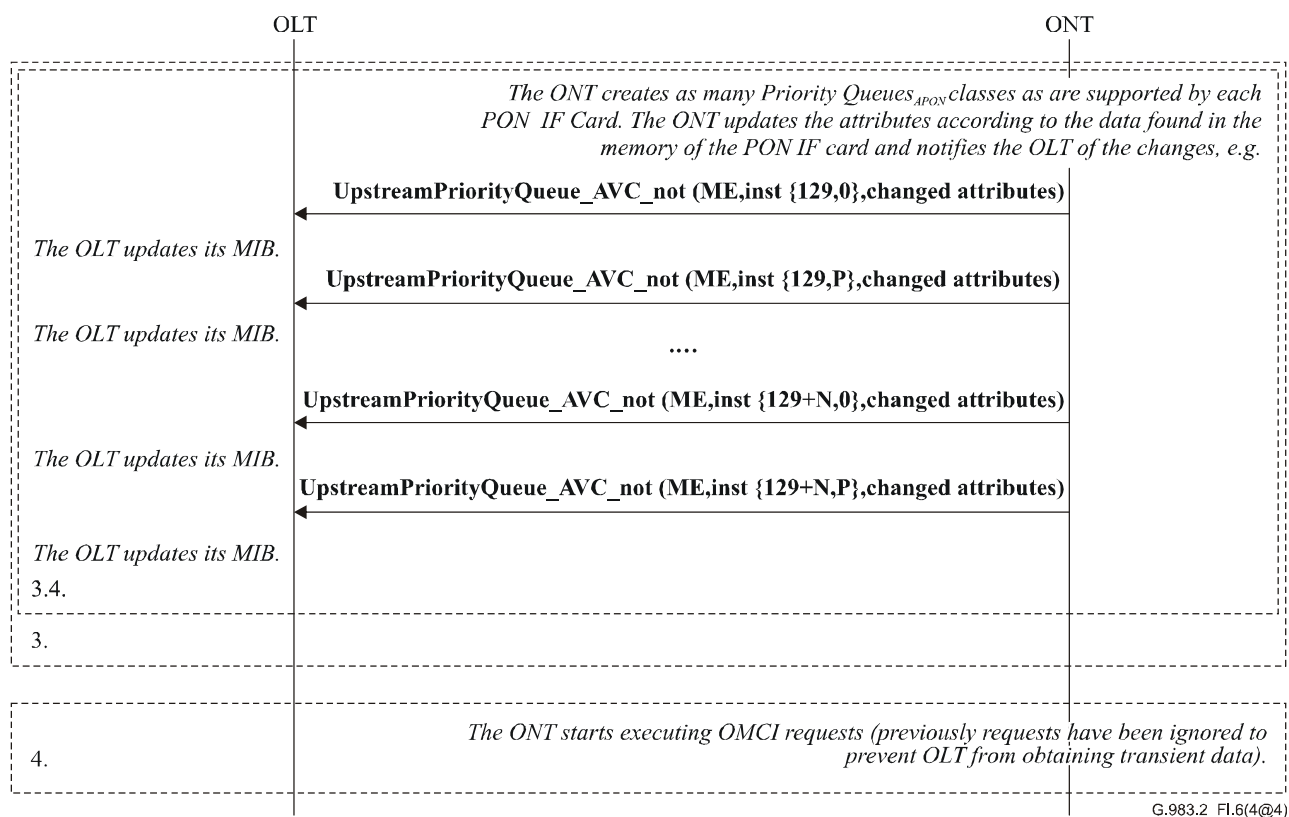 OLT
ONT
The ONT creates as many Priority Queues APON classes as are supported by each
PON IF Card. The ONT updates the attributes according to the data found in the
memory of the PON IF card and notifies the OLT of the changes, e.g.
UpstreamPriorityQueue_AVC_not (ME,inst {129,0},changed attributes)
The OLT updates its MIB.
UpstreamPriorityQueue_AVC_not (ME,inst {129,P},changed attributes)
The OLT updates its MIB.
....
UpstreamPriorityQueue_AVC_not (ME,inst {129+N,0},changed attributes)
The OLT updates its MIB.
UpstreamPriorityQueue_AVC_not (ME,inst {129+N,P},changed attributes)
The OLT updates its MIB.
3.4.
3.
The ONT starts executing OMCI requests (previously requests have been ignored to
prevent OLT from obtaining transient data).
4.
G.983.2_FI.6(4@4)